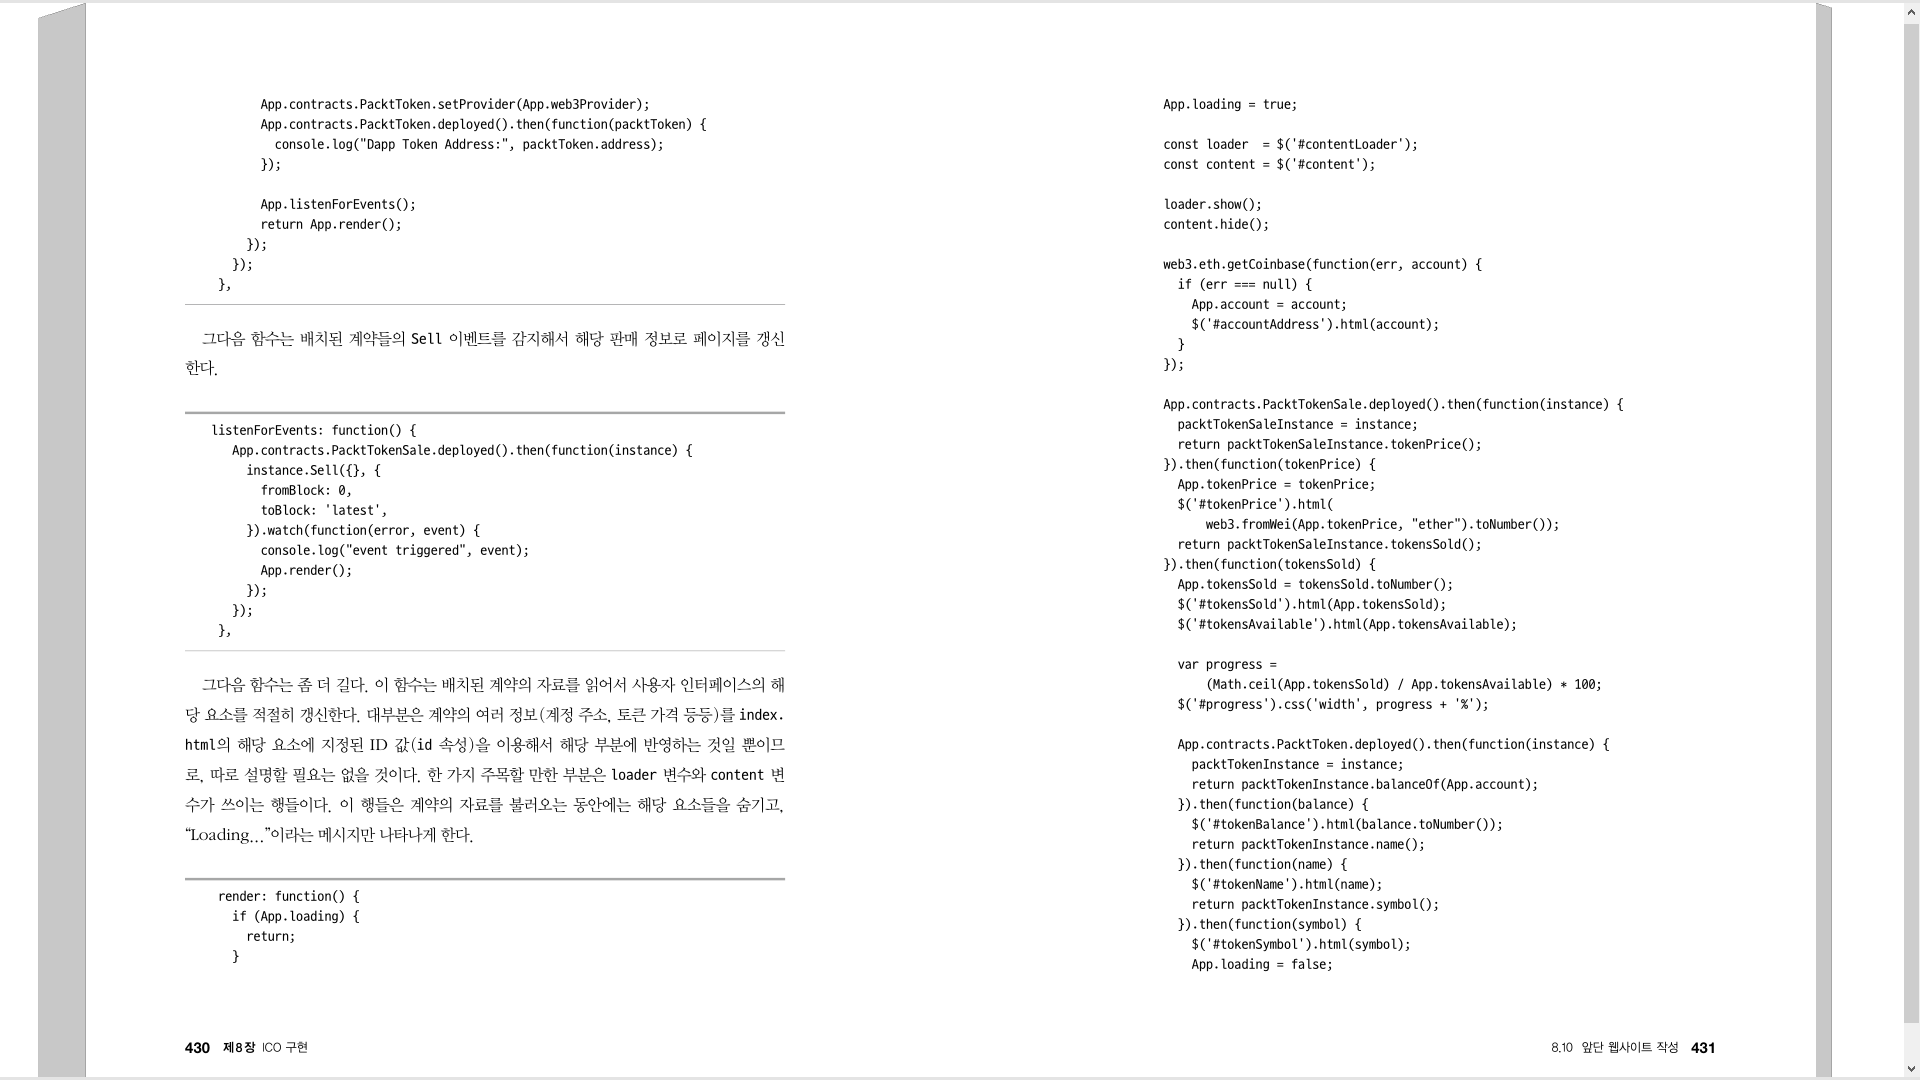 App.contracts.PacktToken.setProvider(App.web3Provider);
App.contracts.PacktToken.deployed().then(function(packtToken) {
console.log("Dapp Token Address:", packtToken.address);
});
App.listenForEvents();
return App.render();
});
});
},
그다음 함수는 배치된 계약들의 Sell 이벤트를 감지해서 해당 판매 정보로 페이지를 갱신
한다.
listenForEvents: function() {
App.contracts.PacktTokenSale.deployed().then(function(instance) {
instance.Sell({}, {
fromBlock: 0,
toBlock: 'latest',
}).watch(function(error, event) {
console.log("event triggered", event);
App.render();
});
});
},
그다음 함수는 좀 더 길다. 이 함수는 배치된 계약의 자료를 읽어서 사용자 인터페이스의 해
당 요소를 적절히 갱신한다. 대부분은 계약의 여러 정보(계정 주소, 토큰 가격 등등)를 index.
html의 해당 요소에 지정된 ID 값(id 속성)을 이용해서 해당 부분에 반영하는 것일 뿐이므
로, 따로 설명할 필요는 없을 것이다. 한 가지 주목할 만한 부분은 loader 변수와 content 변
수가 쓰이는 행들이다. 이 행들은 계약의 자료를 불러오는 동안에는 해당 요소들을 숨기고,
“Loading...”이라는 메시지만 나타나게 한다.
render: function() {
if (App.loading) {
return;
}
430 제8장 ICO 구현
App.loading = true;
const loader  = $('#contentLoader');
const content = $('#content');
loader.show();
content.hide();
web3.eth.getCoinbase(function(err, account) {
if (err === null) {
App.account = account;
$('#accountAddress').html(account);
}
});
App.contracts.PacktTokenSale.deployed().then(function(instance) {
packtTokenSaleInstance = instance;
return packtTokenSaleInstance.tokenPrice();
}).then(function(tokenPrice) {
App.tokenPrice = tokenPrice;
$('#tokenPrice').html(
web3.fromWei(App.tokenPrice, "ether").toNumber());
return packtTokenSaleInstance.tokensSold();
}).then(function(tokensSold) {
App.tokensSold = tokensSold.toNumber();
$('#tokensSold').html(App.tokensSold);
$('#tokensAvailable').html(App.tokensAvailable);
var progress =
(Math.ceil(App.tokensSold) / App.tokensAvailable) * 100;
$('#progress').css('width', progress + '%');
App.contracts.PacktToken.deployed().then(function(instance) {
packtTokenInstance = instance;
return packtTokenInstance.balanceOf(App.account);
}).then(function(balance) {
$('#tokenBalance').html(balance.toNumber());
return packtTokenInstance.name();
}).then(function(name) {
$('#tokenName').html(name);
return packtTokenInstance.symbol();
}).then(function(symbol) {
$('#tokenSymbol').html(symbol);
App.loading = false;
8.10 앞단 웹사이트 작성 431